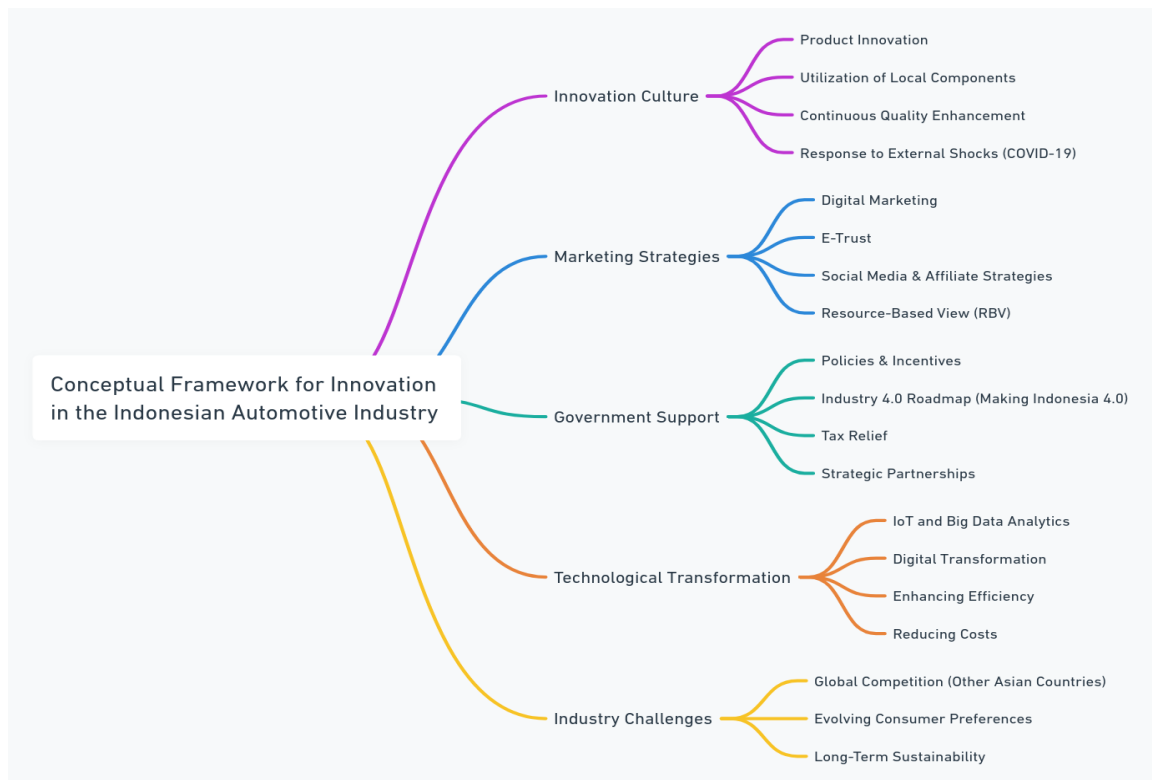 Conceptual Framework for Innovation
in the Indonesian Automotive Industry
Innovation Culture
Product Innovation
Utilization of Local Components
Continuous Quality Enhancement
Response to External Shocks (COVID-19)
Marketing Strategies
Digital Marketing
E-Trust
Social Media & Affiliate Strategies
Resource-Based View (RBV)
Government Support
Policies & Incentives
Industry 4.0 Roadmap (Making Indonesia 4.0)
Tax Relief
Strategic Partnerships
Technological Transformation
IoT and Big Data Analytics
Digital Transformation
Enhancing Efficiency
Reducing Costs
Industry Challenges
Global Competition (Other Asian Countries)
Evolving Consumer Preferences
Long-Term Sustainability